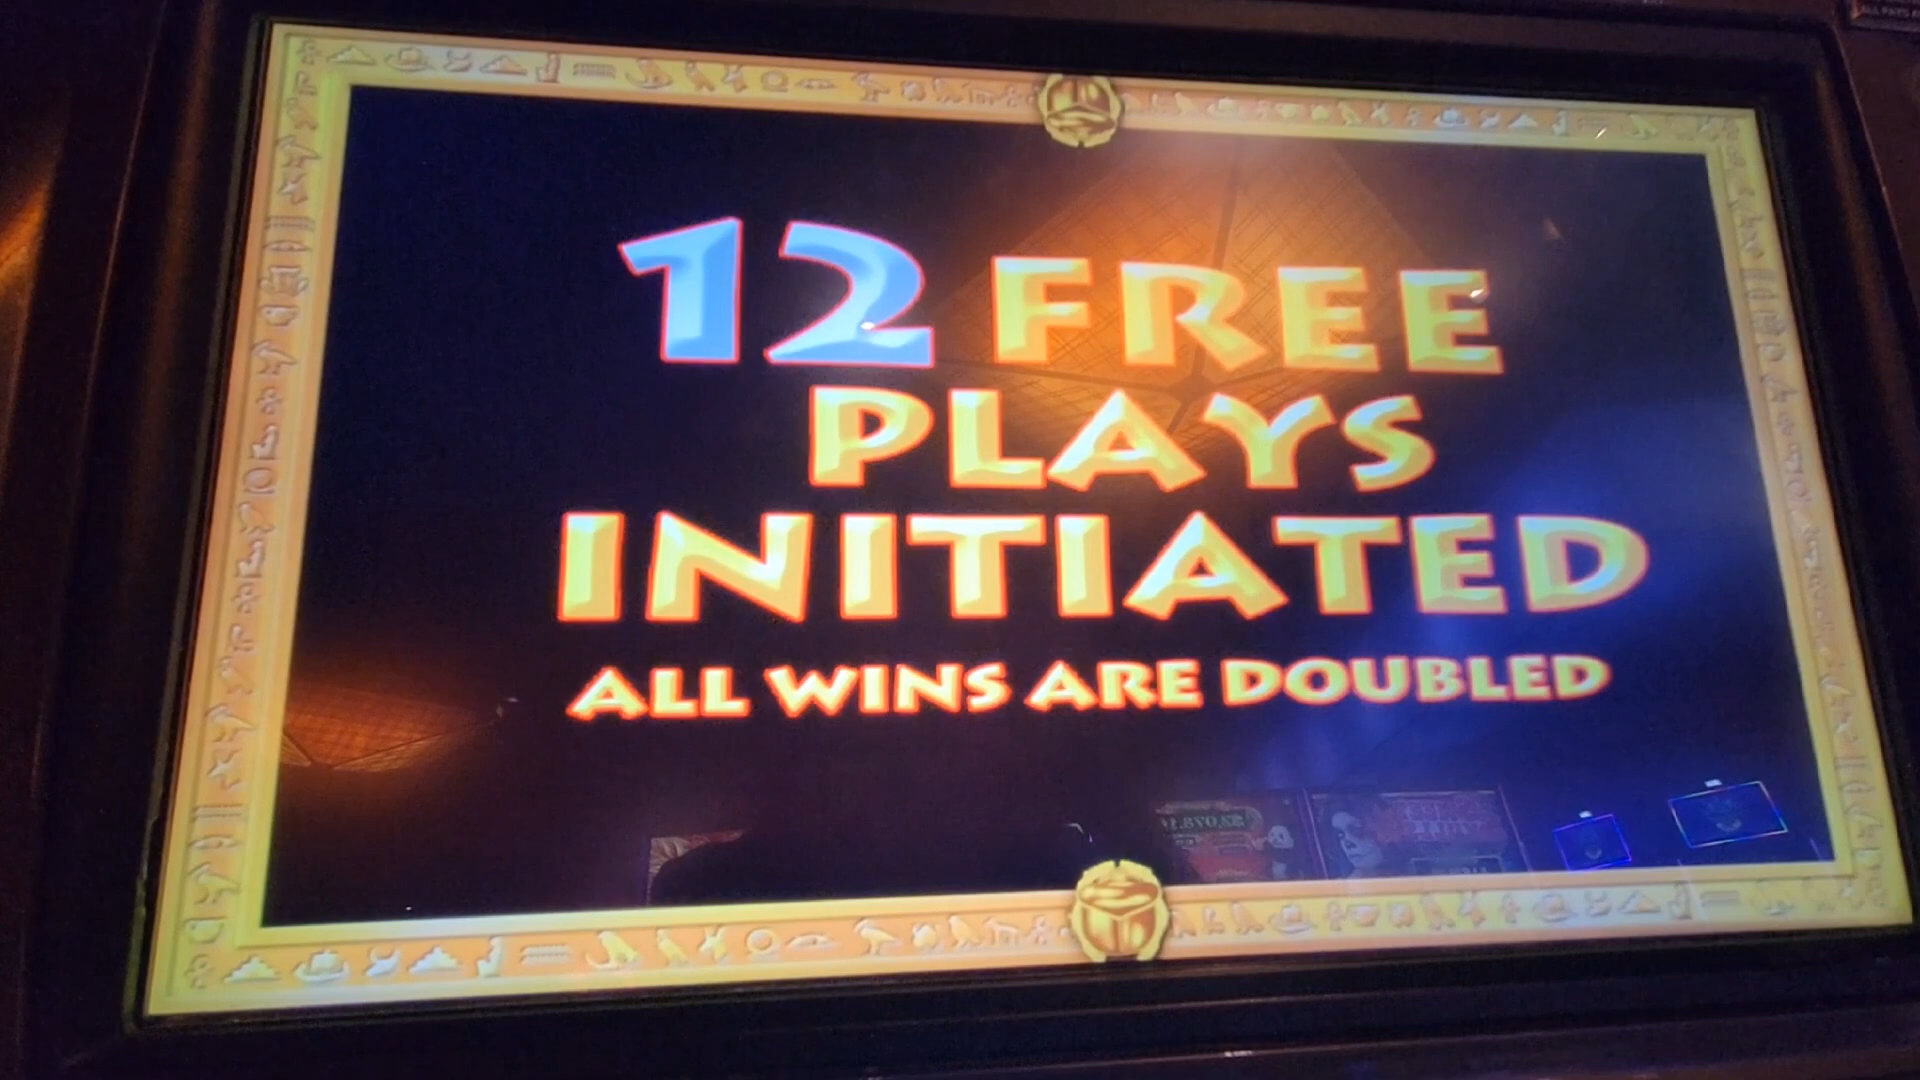 12 FREE
PLAYS
INITIATED
ALL WINS ARE DOUBLED